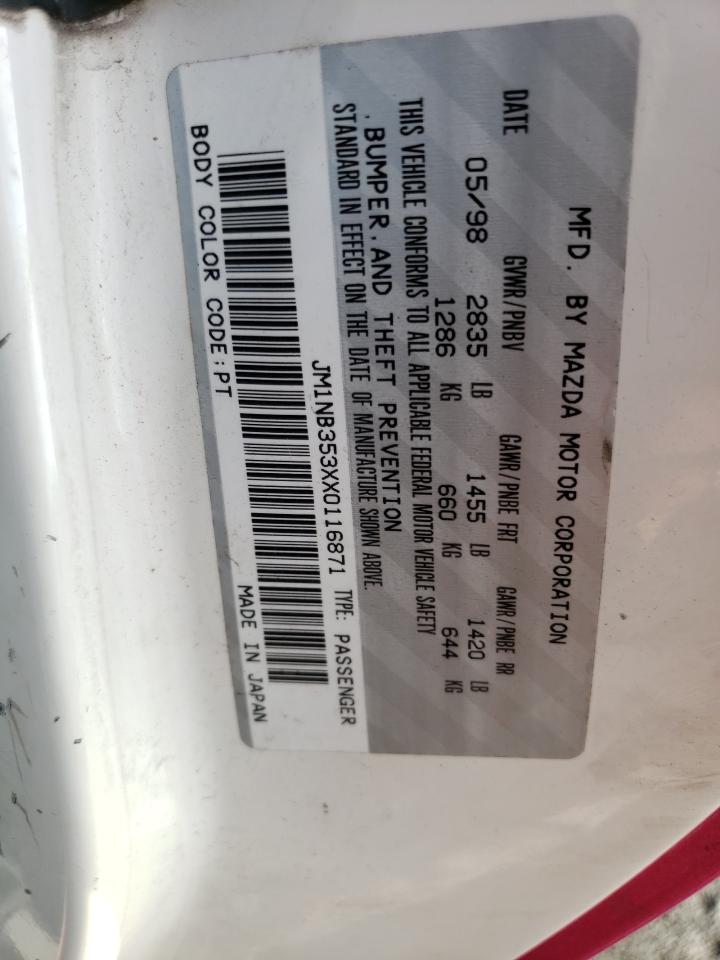 MFD. BY MAZDA MOTOR CORPORATION
DATE GVWR/PNBV GAWR/PNBE FRT GAWR/PNBE RR
05/98 2835 LB 1455 LB 1420 LB
1286 KG 660 KG 644 KG
THIS VEHICLE CONFORMS TO ALL APPLICABLE FEDERAL MOTOR VEHICLE SAFETY
, BUMPER, AND THEFT PREVENTION
STANDARD IN EFFECT ON THE DATE OF MANUFACTURE SHOWN ABOVE.
JM1NB353XX0116871 TYPE: PASSENGER
BODY COLOR CODE:PT MADE IN JAPAN